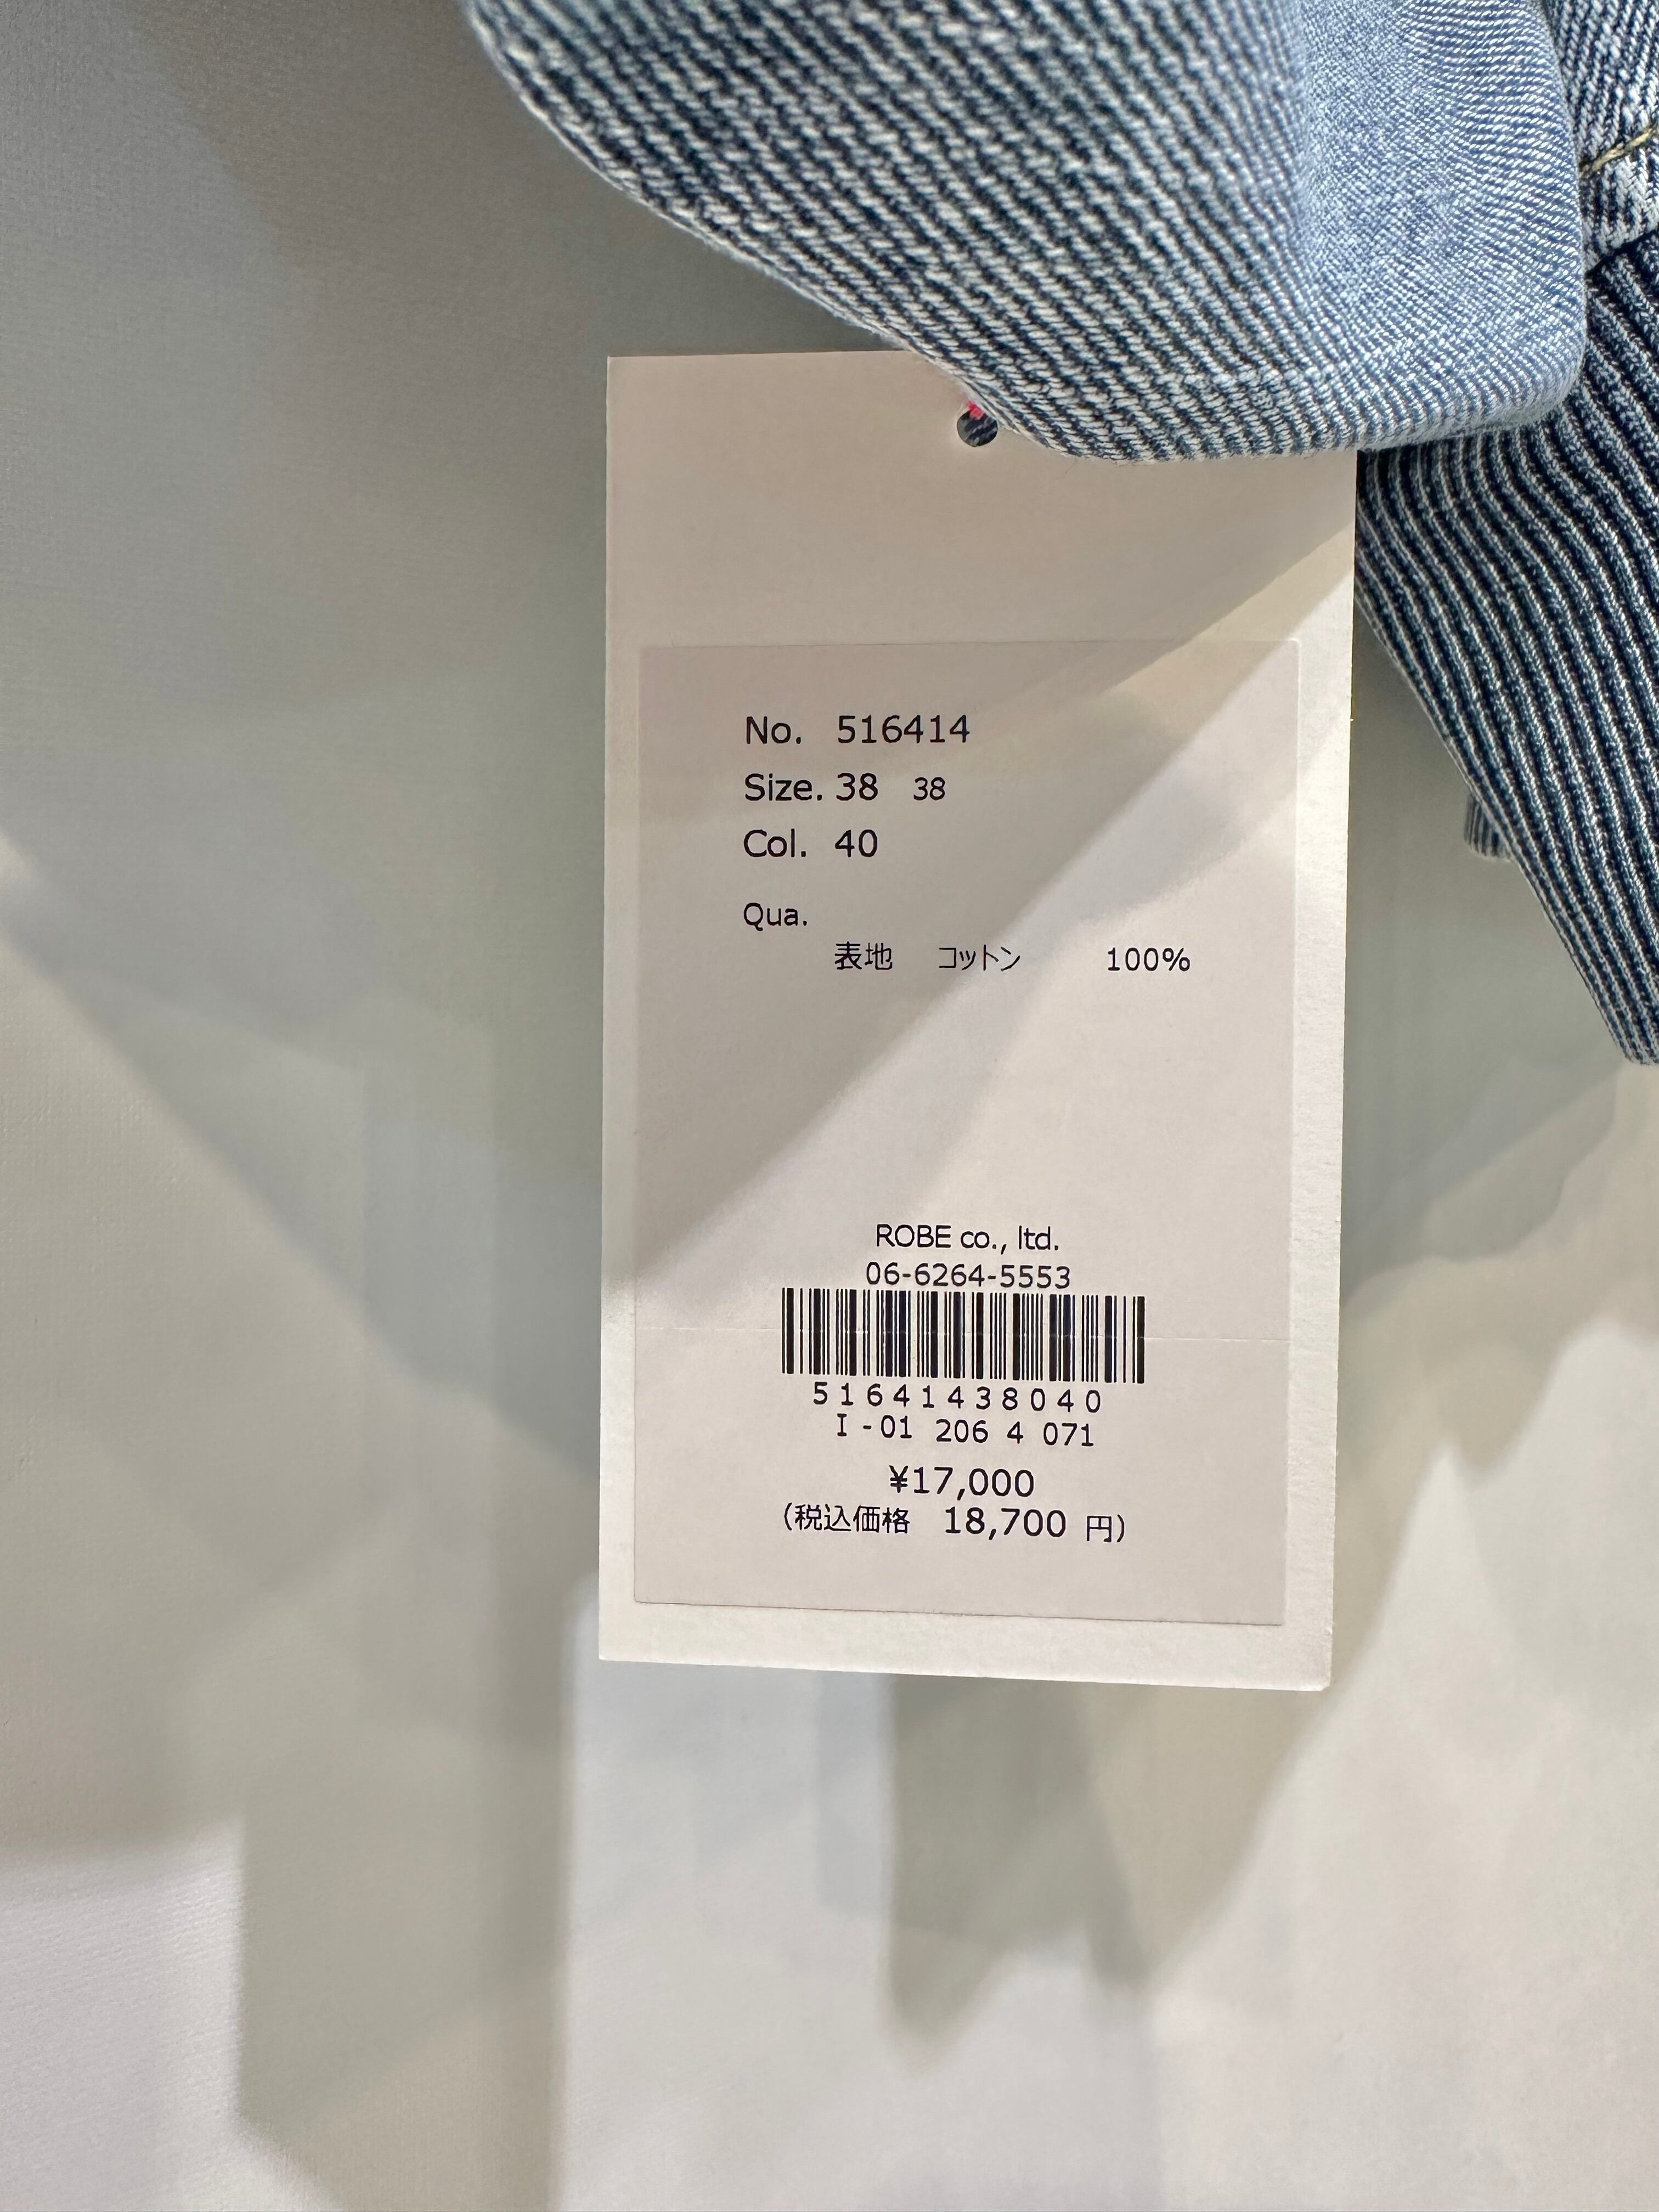 No. 516414
Size. 38 38
Col. 40
Qua.
表地 コットン 100%
ROBE co., ltd.
06-6264-5553
51641438040
I-01 206 4 071
¥17,000
(税込価格 18,700 円)